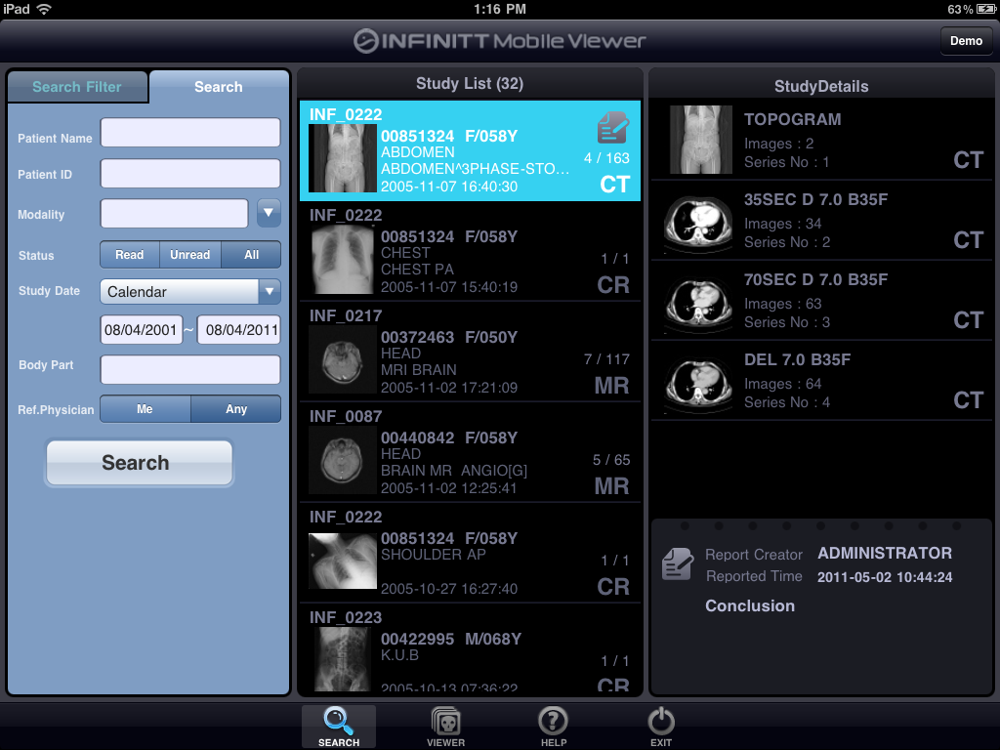 iPad
1:16 PM
63%
INFINITT Mobile Viewer
Demo
Search Filter
Search
Patient Name
Patient ID
Modality
Status
Read
Unread
All
Study Date
Calendar
08/04/2001 ~ 08/04/2011
Body Part
Ref.Physician
Me
Any
Search
Study List (32)
INF_0222
00851324 F/058Y
ABDOMEN
4 / 163
ABDOMEN^3PHASE-STO...
2005-11-07 16:40:30
CT
INF_0222
00851324 F/058Y
CHEST
1 / 1
CHEST PA
2005-11-07 15:40:19
CR
INF_0217
00372463 F/050Y
HEAD
7 / 117
MRI BRAIN
2005-11-02 17:21:09
MR
INF_0087
00440842 F/058Y
HEAD
5 / 65
BRAIN MR ANGIO[G]
2005-11-02 12:25:41
MR
INF_0222
00851324 F/058Y
SHOULDER AP
1 / 1
2005-10-27 16:27:40
CR
INF_0223
00422995 M/068Y
K.U.B
1 / 1
2005-10-13 07:36:22
CR
StudyDetails
TOPOGRAM
Images : 2
Series No : 1
CT
35SEC D 7.0 B35F
Images : 34
Series No : 2
CT
70SEC D 7.0 B35F
Images : 63
Series No : 3
CT
DEL 7.0 B35F
Images : 64
Series No : 4
CT
Report Creator ADMINISTRATOR
Reported Time 2011-05-02 10:44:24
Conclusion
SEARCH
VIEWER
HELP
EXIT